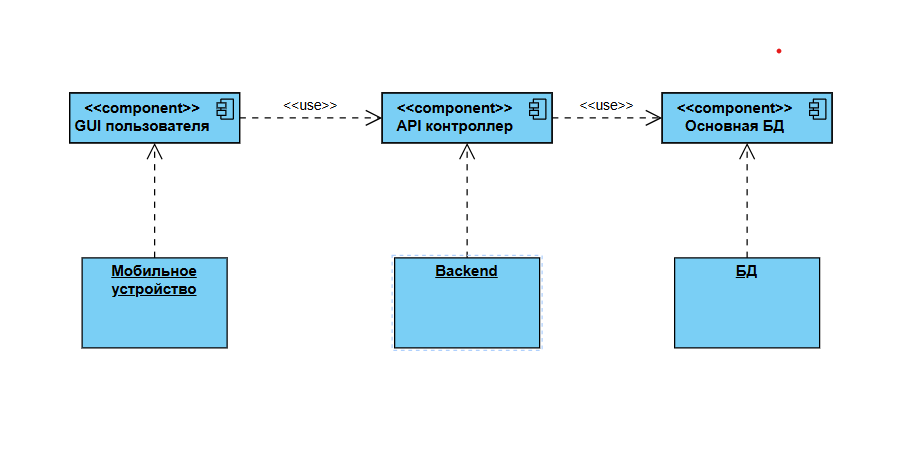 <<component>>
GUI пользователя
<<use>>
<<component>>
API контроллер
<<use>>
<<component>>
Основная БД
Мобильное
устройство
Backend
БД